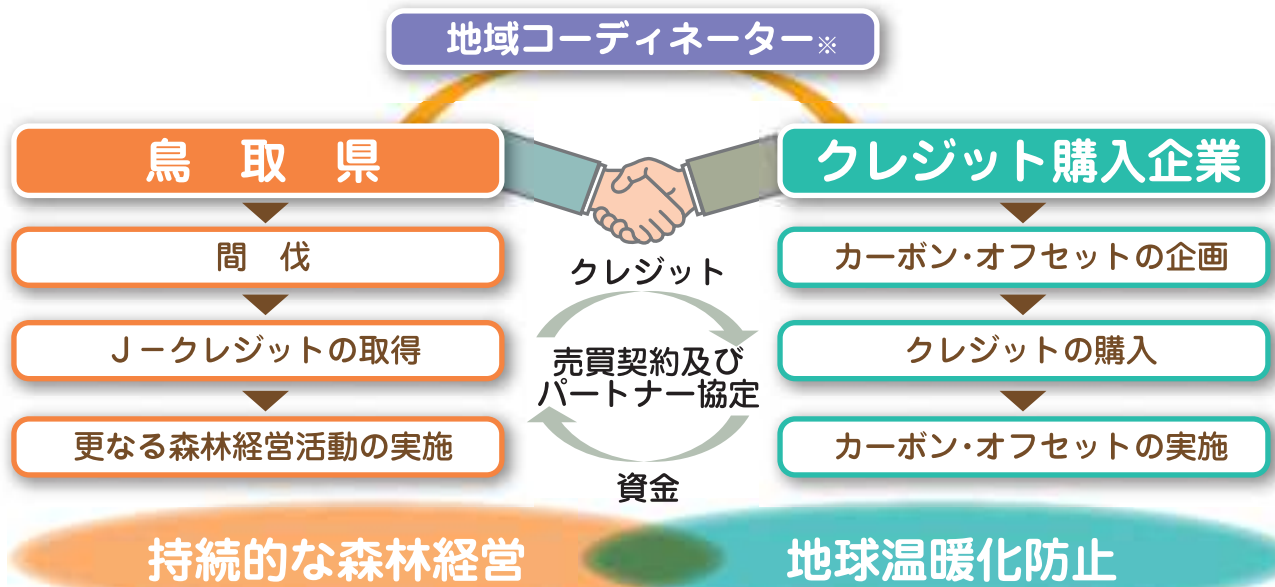 地域コーディネーター※
鳥取県
クレジット購入企業
間伐
カーボン・オフセットの企画
クレジット
J－クレジットの取得
売買契約及び
パートナー協定
クレジットの購入
更なる森林経営活動の実施
カーボン・オフセットの実施
資金
持続的な森林経営
地球温暖化防止